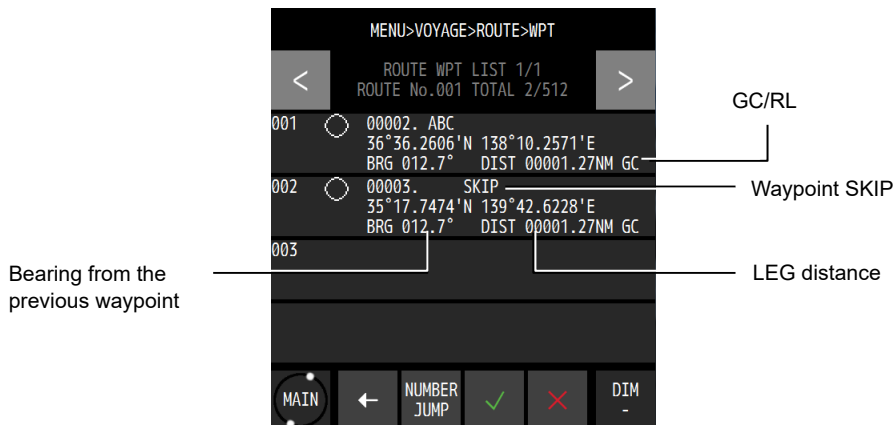 MENU>VOYAGE>ROUTE>WPT
<
ROUTE WPT LIST 1/1
ROUTE No.001 TOTAL 2/512
>
GC/RL
001 00002. ABC
36°36.2606'N 138°10.2571'E
BRG 012.7° DIST 00001.27NM GC
002 00003. SKIP
Waypoint SKIP
35°17.7474'N 139°42.6228'E
BRG 012.7° DIST 00001.27NM GC
003
Bearing from the
previous waypoint
LEG distance
MAIN
NUMBER
JUMP
DIM
-